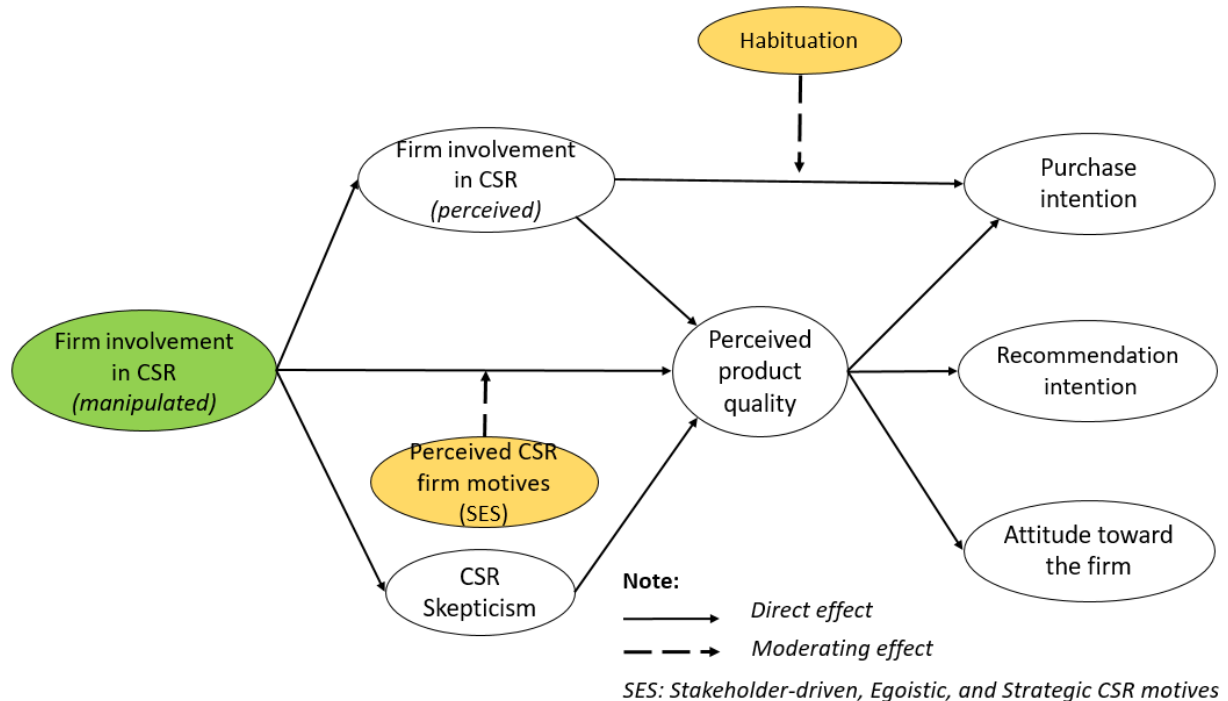 Habituation
Firm involvement
in CSR
(perceived)
Purchase
intention
Firm involvement
in CSR
(manipulated)
Perceived
product
quality
Recommendation
intention
Perceived CSR
firm motives
(SES)
CSR
Skepticism
Attitude toward
the firm
Note:
Direct effect
Moderating effect
SES: Stakeholder-driven, Egoistic, and Strategic CSR motives